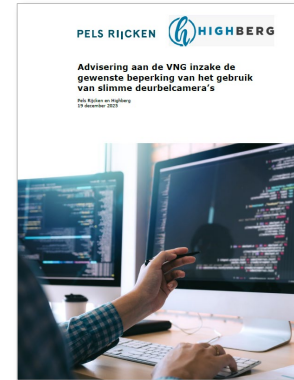 PELS RIJCKEN
HIGHBERG
Advisering aan de VNG inzake de
gewenste beperking van het gebruik
van slimme deurbelcamera's
Pels Rijcken en Highberg
19 december 2023